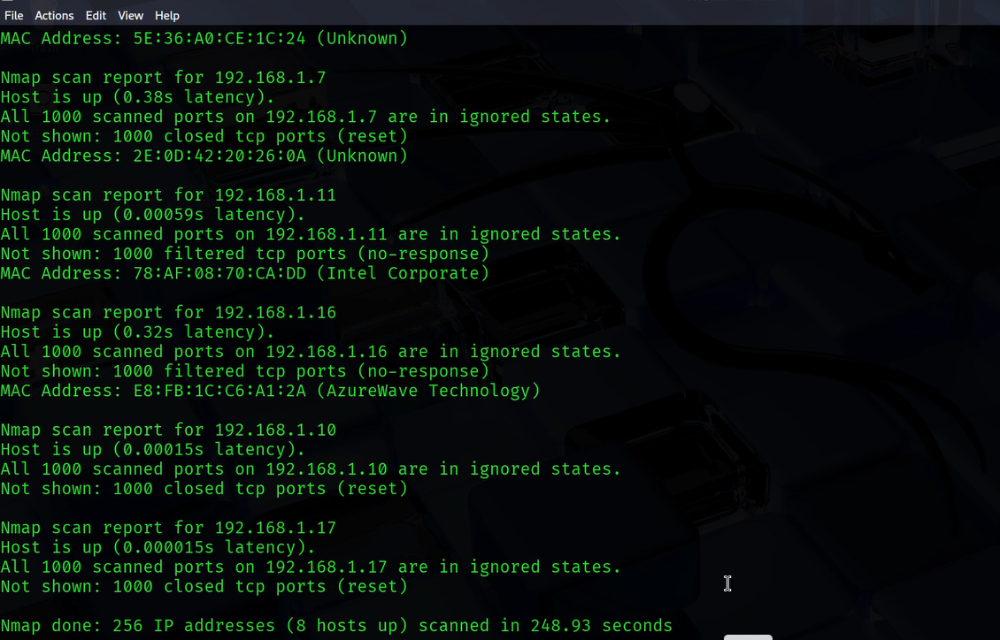 File Actions Edit View Help
MAC Address: 5E:36:A0:CE:1C:24 (Unknown)
Nmap scan report for 192.168.1.7
Host is up (0.38s latency).
All 1000 scanned ports on 192.168.1.7 are in ignored states.
Not shown: 1000 closed tcp ports (reset)
MAC Address: 2E:0D:42:20:26:0A (Unknown)
Nmap scan report for 192.168.1.11
Host is up (0.00059s latency).
All 1000 scanned ports on 192.168.1.11 are in ignored states.
Not shown: 1000 filtered tcp ports (no-response)
MAC Address: 78:AF:08:70:CA:DD (Intel Corporate)
Nmap scan report for 192.168.1.16
Host is up (0.32s latency).
All 1000 scanned ports on 192.168.1.16 are in ignored states.
Not shown: 1000 filtered tcp ports (no-response)
MAC Address: E8:FB:1C:C6:A1:2A (AzureWave Technology)
Nmap scan report for 192.168.1.10
Host is up (0.00015s latency).
All 1000 scanned ports on 192.168.1.10 are in ignored states.
Not shown: 1000 closed tcp ports (reset)
Nmap scan report for 192.168.1.17
Host is up (0.000015s latency).
All 1000 scanned ports on 192.168.1.17 are in ignored states.
Not shown: 1000 closed tcp ports (reset)
Nmap done: 256 IP addresses (8 hosts up) scanned in 248.93 seconds